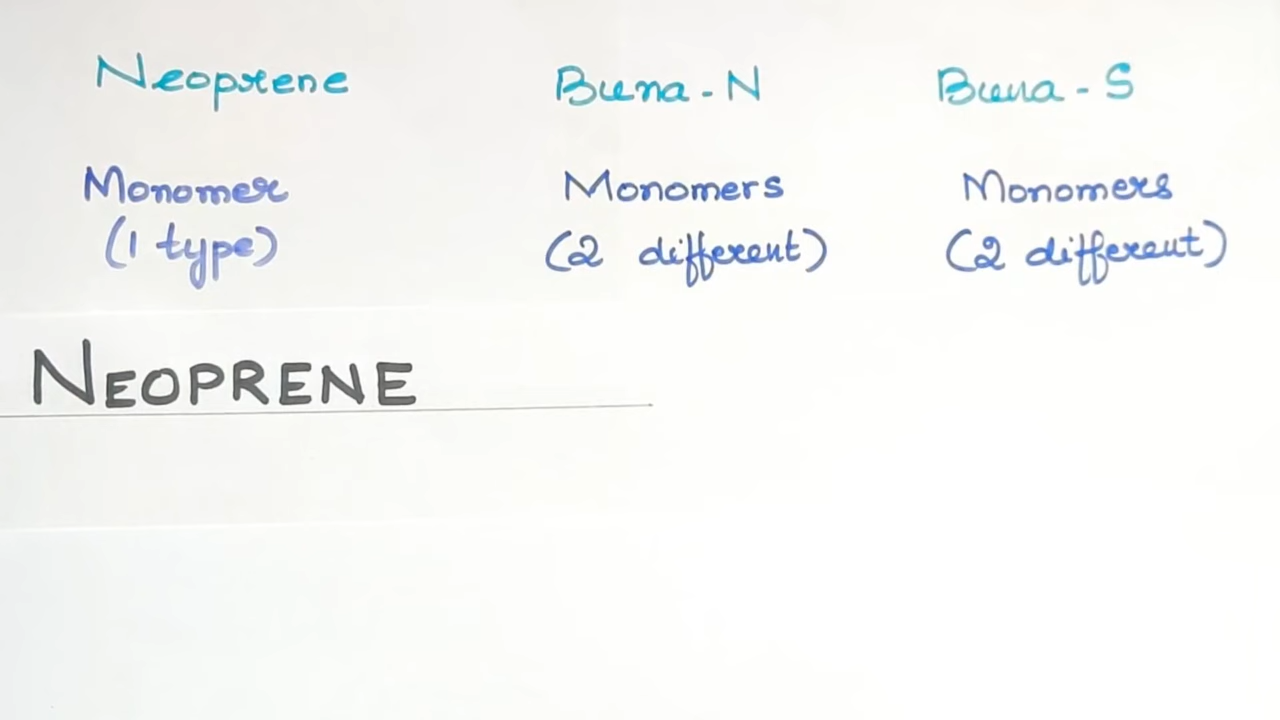 Neoprene Buna-N Buna-S
Monomer Monomers Monomers
(1 type) (2 different) (2 different)
NEOPRENE